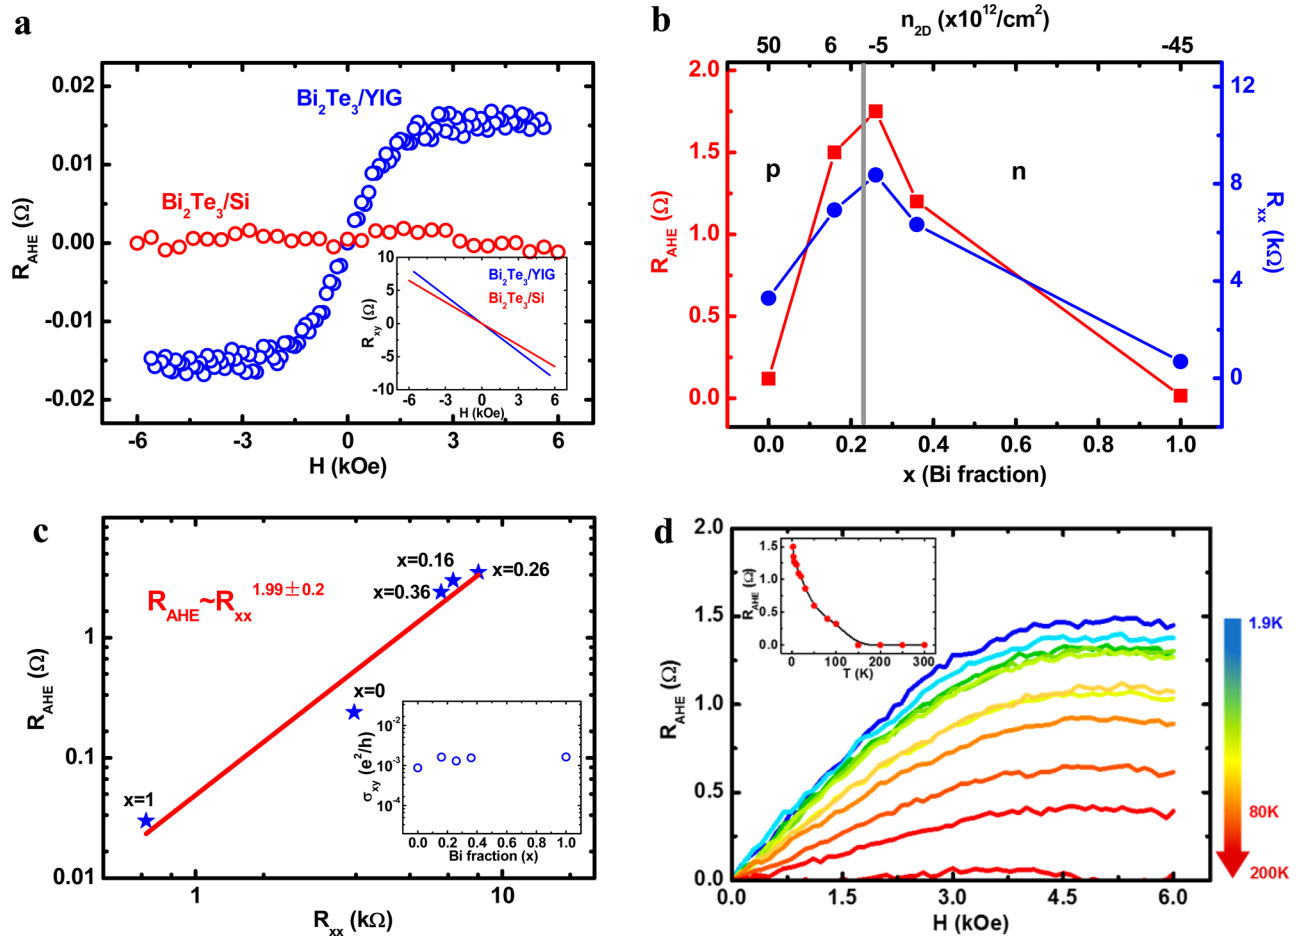 a
0.02
0.01
0.00
-0.01
-0.02
R_AHE (Ω)
Bi₂Te₃/YIG
Bi₂Te₃/Si
-6 -3 0 3 6
H (kOe)
10
5
0
-5
-10
R_xy (Ω)
Bi₂Te₃/YIG
Bi₂Te₃/Si
-6 -3 0 3 6
H (kOe)
b
n₂D (x10¹²/cm²)
50 6 -5 -45
2.0
1.5
1.0
0.5
0.0
R_AHE (Ω)
p
n
12
8
4
0
R_xx (kΩ)
0.0 0.2 0.4 0.6 0.8 1.0
x (Bi fraction)
c
R_AHE~R_xx 1.99±0.2
x=0.16
x=0.26
x=0.36
x=0
x=1
1
0.1
0.01
R_AHE (Ω)
1 10
R_xx (kΩ)
10⁻²
10⁻³
10⁻⁴
σ_xy (e²/h)
0.0 0.2 0.4 0.6 0.8 1.0
Bi fraction (x)
d
2.0
1.5
1.0
0.5
0.0
R_AHE (Ω)
0.0 1.5 3.0 4.5 6.0
H (kOe)
1.5
1.0
0.5
0.0
R_AHE (Ω)
0 100 200 300
T (K)
1.9K
80K
200K